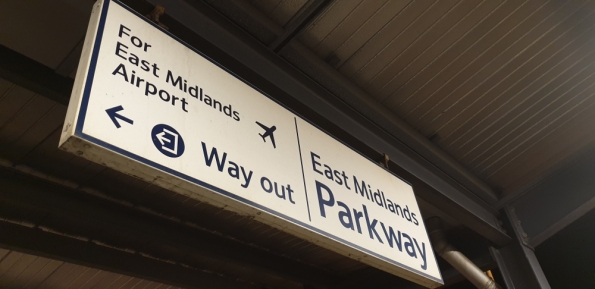 For
East Midlands
Airport
Way out
East Midlands
Parkway